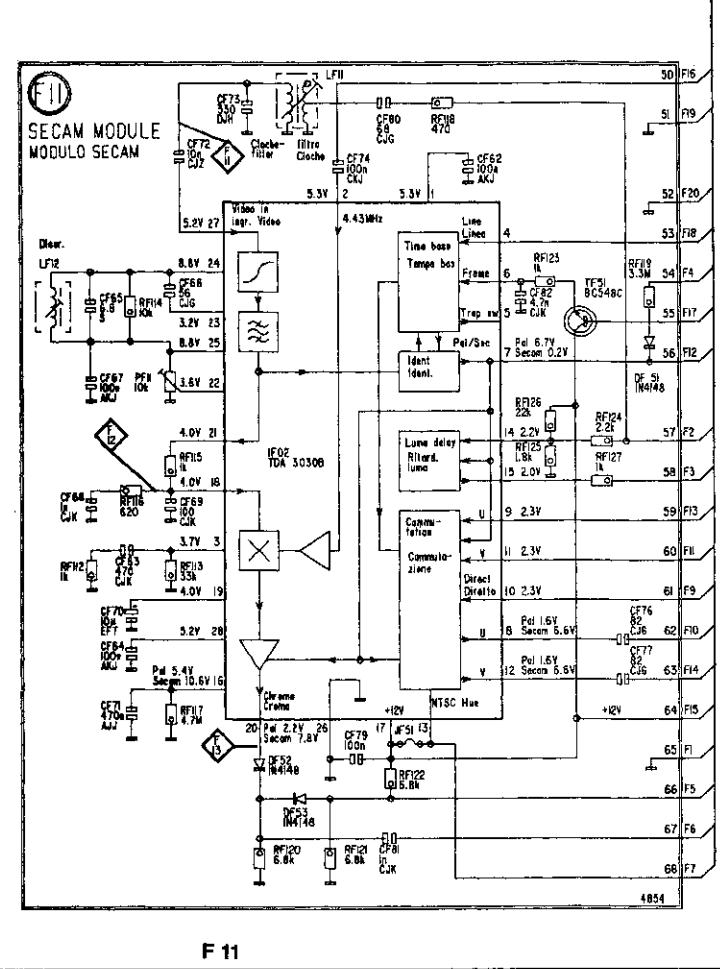 F11
SECAM MODULE
MODULO SECAM
LF11
CF73
330
DJH
CF72
10n
CJZ
F
11
Cloche-
filter
filtro
Cloche
CF80
68
CJG
RF118
470
CF74
100n
CKJ
CF62
100n
AKJ
50 F16
51 F19
52 F20
53 F18
54 F4
55 F17
56 F12
57 F2
58 F3
59 F13
60 F11
61 F9
62 F10
63 F14
64 F15
65 F1
66 F5
67 F6
68 F7
5.3V 2
5.3V 1
5.2V 27
Video in
ingr. Video
4.43MHz
Line
Linea
4
Time base
Tempo bas
Frame
6
RF123
1k
CF82
4.7n
CJK
TF51
BC548C
RF119
3.3M
5
Pal/Sec
Pal 6.7V
7 Secam 0.2V
Ident
Ident.
DF 51
1N4148
Discr.
LF12
8.8V 24
CF66
56
CJG
CF65
RF114
10k
3.2V 23
8.8V 25
CF67
100n
AKJ
PF11
10k
3.6V 22
F
12
4.0V 21
RF115
1k
4.0V 18
IF02
TDA 3030B
CF68
1n
CJK
RF116
820
CF69
100
CJK
3.7V 3
RF112
1k
CF63
470
CJK
RF113
33k
4.0V 19
CF70
10µ
EFT
5.2V 28
CF64
100n
AKJ
Pal 5.4V
Secam 10.6V 16
CF71
470n
AJJ
RF117
4.7M
RF126
22k
14 2.2V
RF125
1.8k
RF124
2.2k
15 2.0V
RF127
1k
Luma delay
Ritard.
luma
U 9 2.3V
Commu-
tation
Commuta-
zione
V 11 2.3V
Direct
Diretto
10 2.3V
U
Pal 1.6V
8 Secam 6.6V
CF76
82
CJG
V
Pal 1.6V
12 Secam 6.6V
CF77
82
CJG
NTSC Hue
Chroma
Croma
20
Pal 2.2V
Secam 7.8V
26
+12V
17
JF51
13
+12V
CF79
100n
F
13
DF52
1N4148
RF122
6.8k
DF53
1N4148
RF120
6.8k
RF121
6.8k
CF81
1n
CJK
4854
F 11